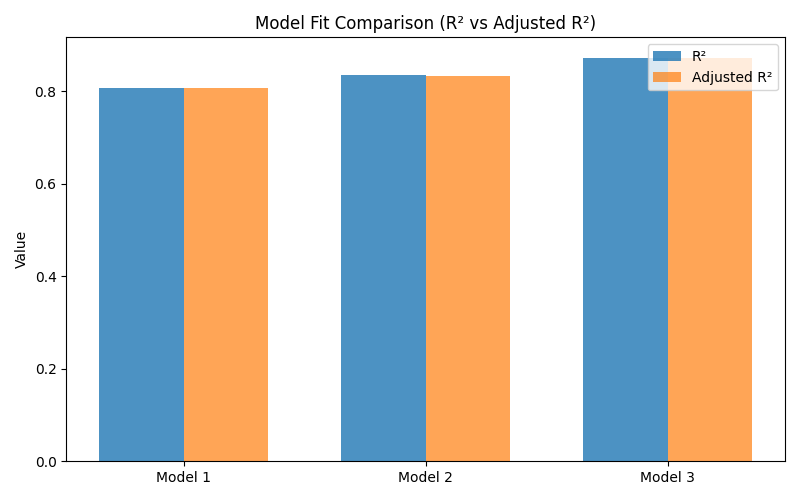 Model Fit Comparison (R² vs Adjusted R²)
R²
Adjusted R²
Value
0.8
0.6
0.4
0.2
0.0
Model 1
Model 2
Model 3